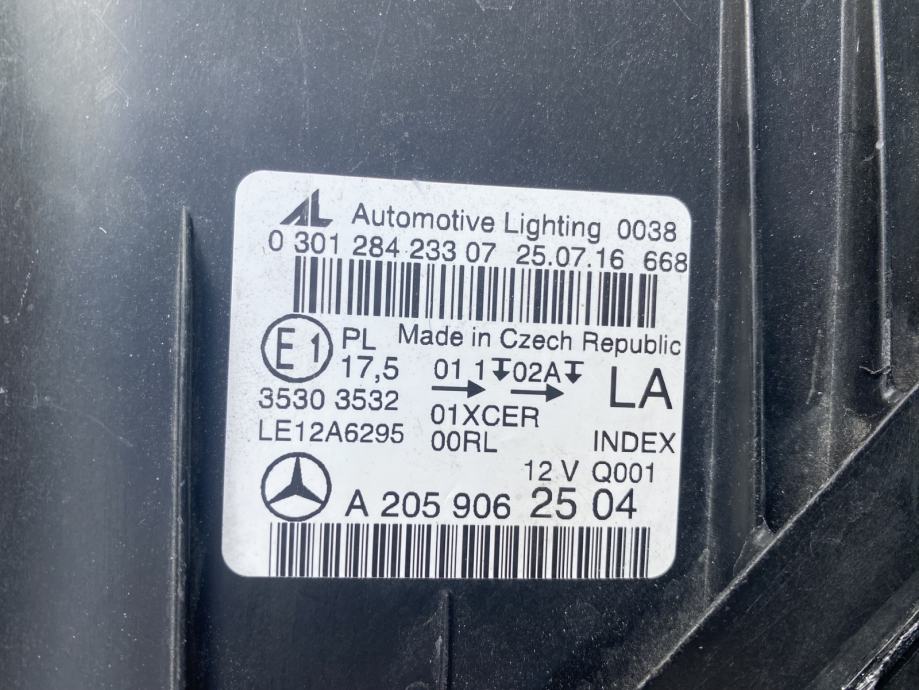 AL Automotive Lighting 0038
0 301 284 233 07 25.07.16 668
E1 PL Made in Czech Republic
17,5 01 1 02A LA
3530 3532 01XCER
LE12A6295 00RL INDEX
12 V Q001
A 205 906 25 04